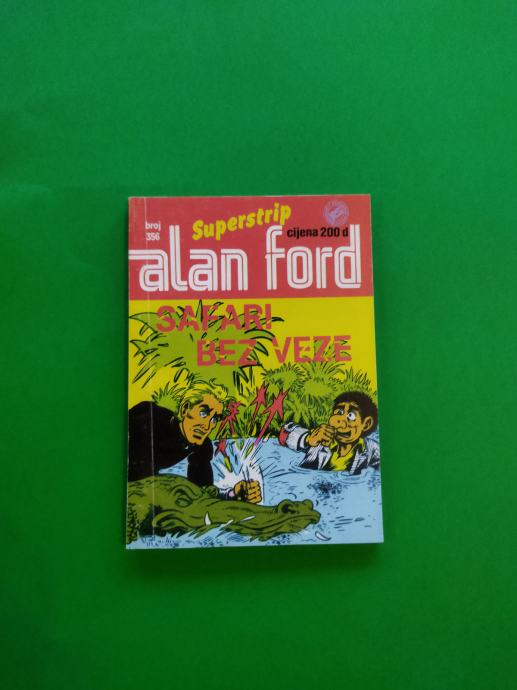 Superstrip
broj
356
cijena 200 d
alan ford
SAFARI
BEZ VEZE